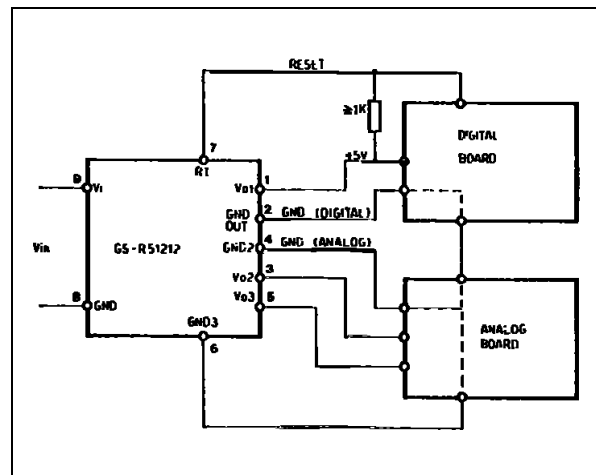 RESET
≥1K
7
RT
+5V
DIGITAL
BOARD
9
Vi
Vo1
1
GND
OUT
2
GND (DIGITAL)
Vin
GS-R51212
GND2
4
GND (ANALOG)
Vo2
3
8
GND
Vo3
5
GND3
6
ANALOG
BOARD